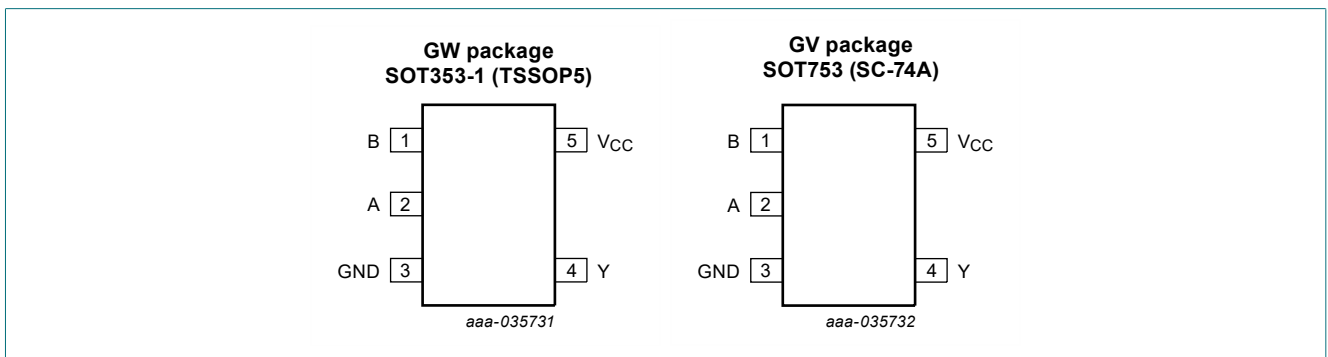 GW package
SOT353-1 (TSSOP5)
B 1
5 VCC
A 2
GND 3
4 Y
aaa-035731
GV package
SOT753 (SC-74A)
B 1
5 VCC
A 2
GND 3
4 Y
aaa-035732